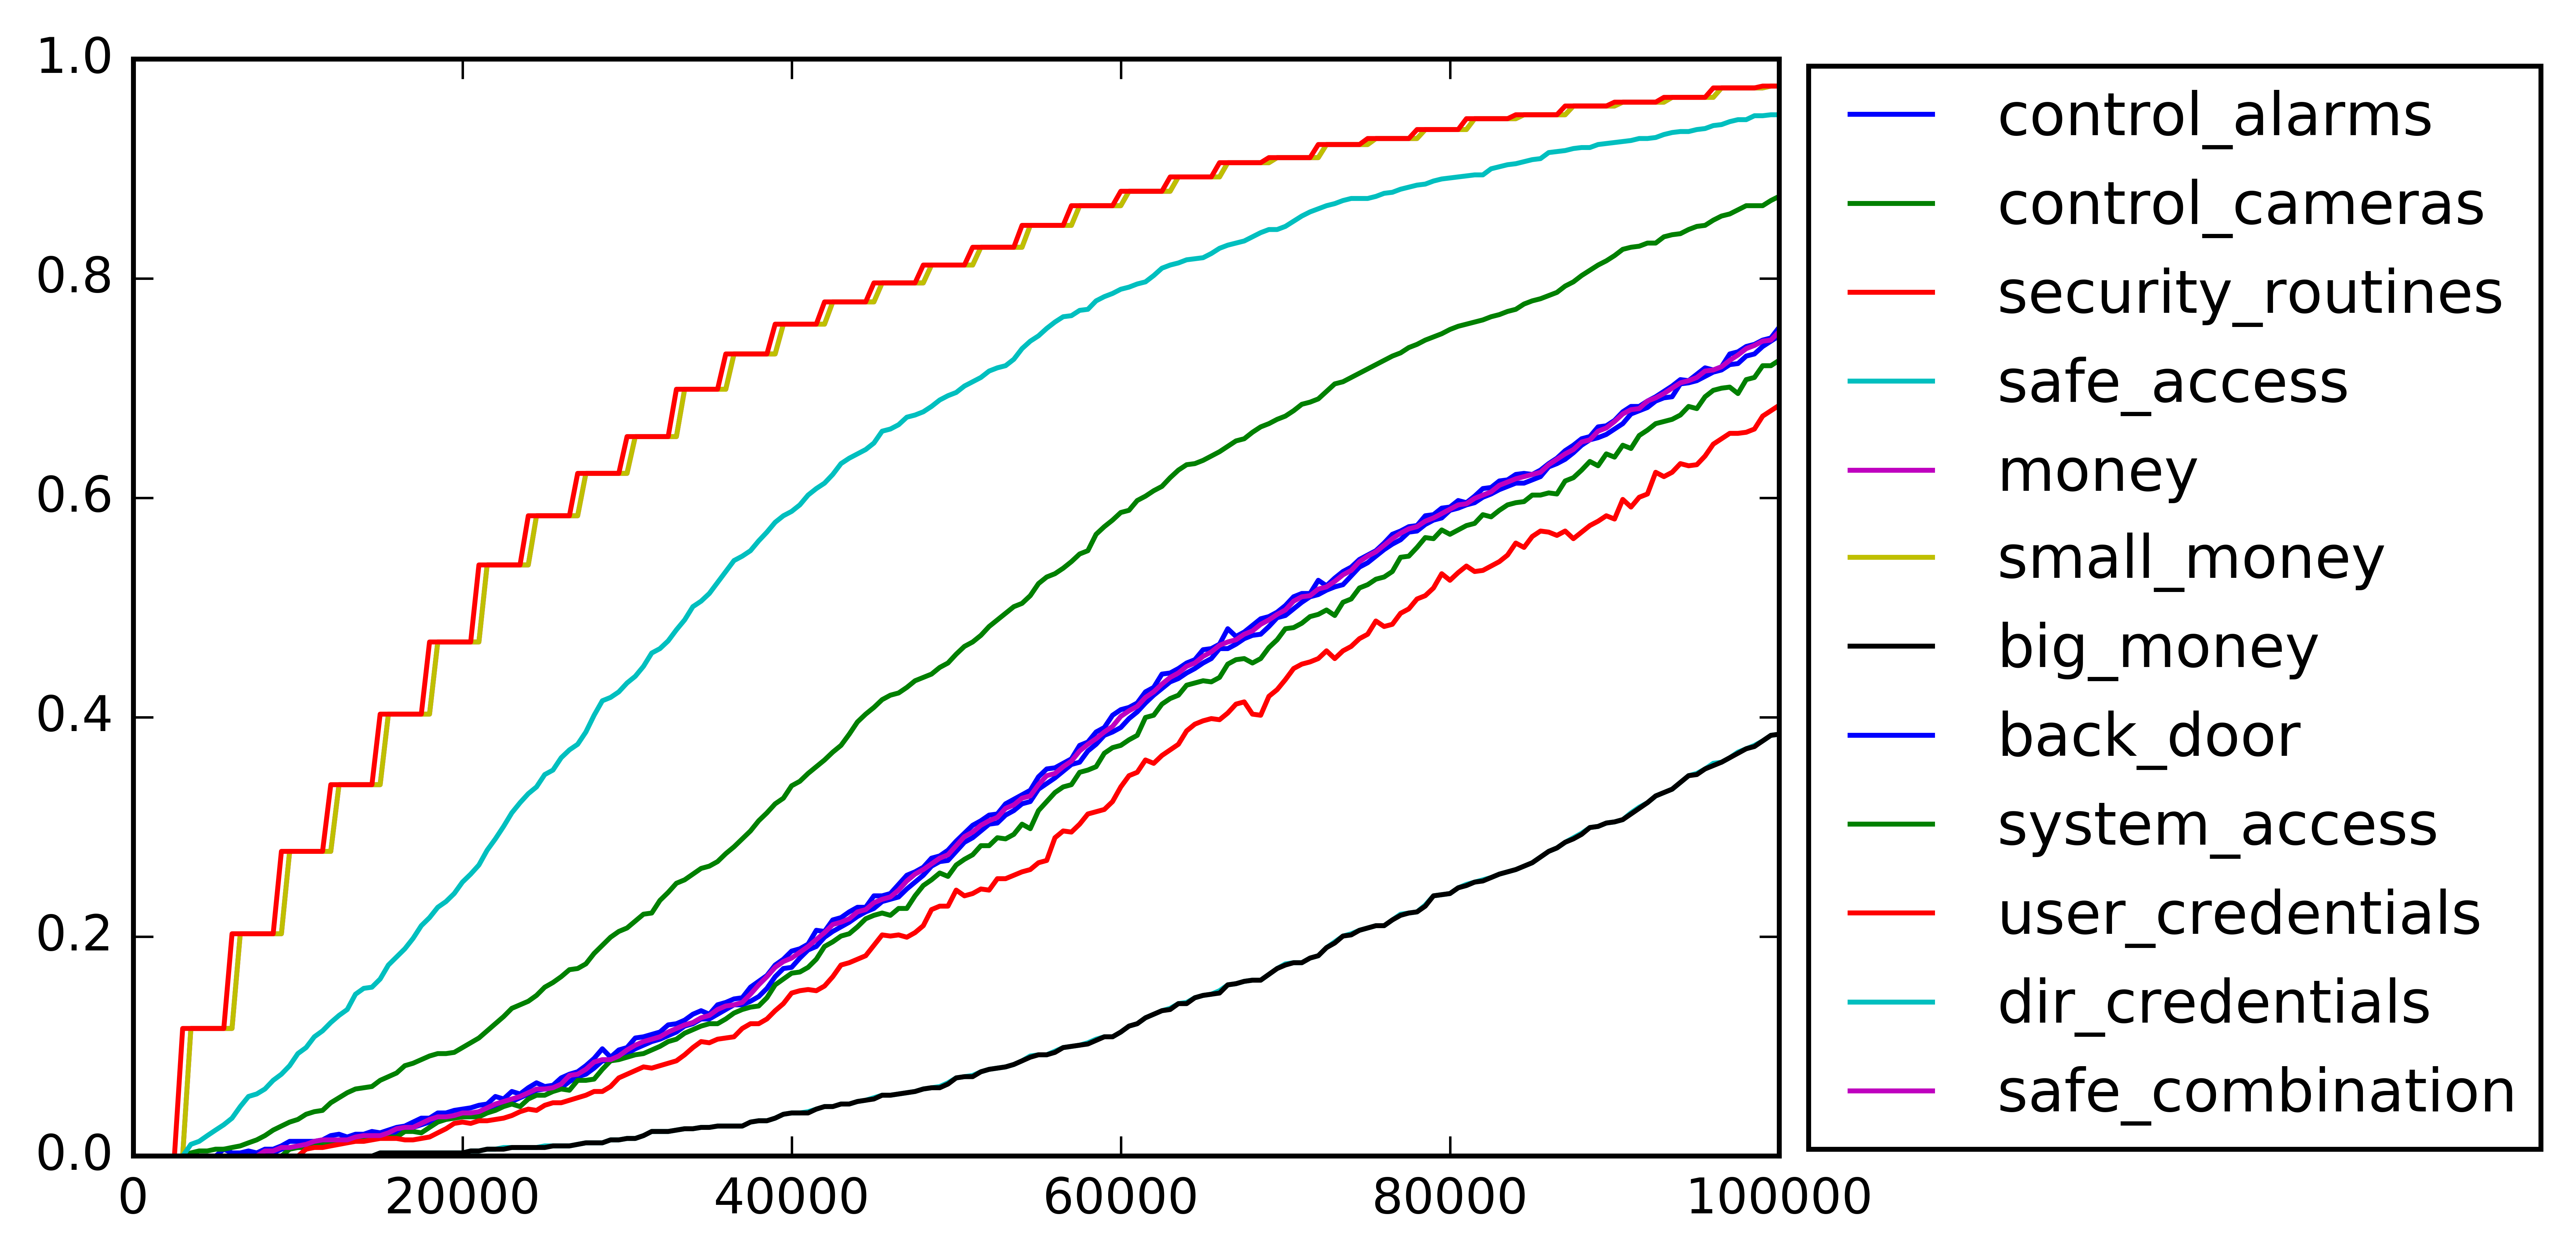 1.0
0.8
0.6
0.4
0.2
0.0
0 20000 40000 60000 80000 100000
control_alarms
control_cameras
security_routines
safe_access
money
small_money
big_money
back_door
system_access
user_credentials
dir_credentials
safe_combination